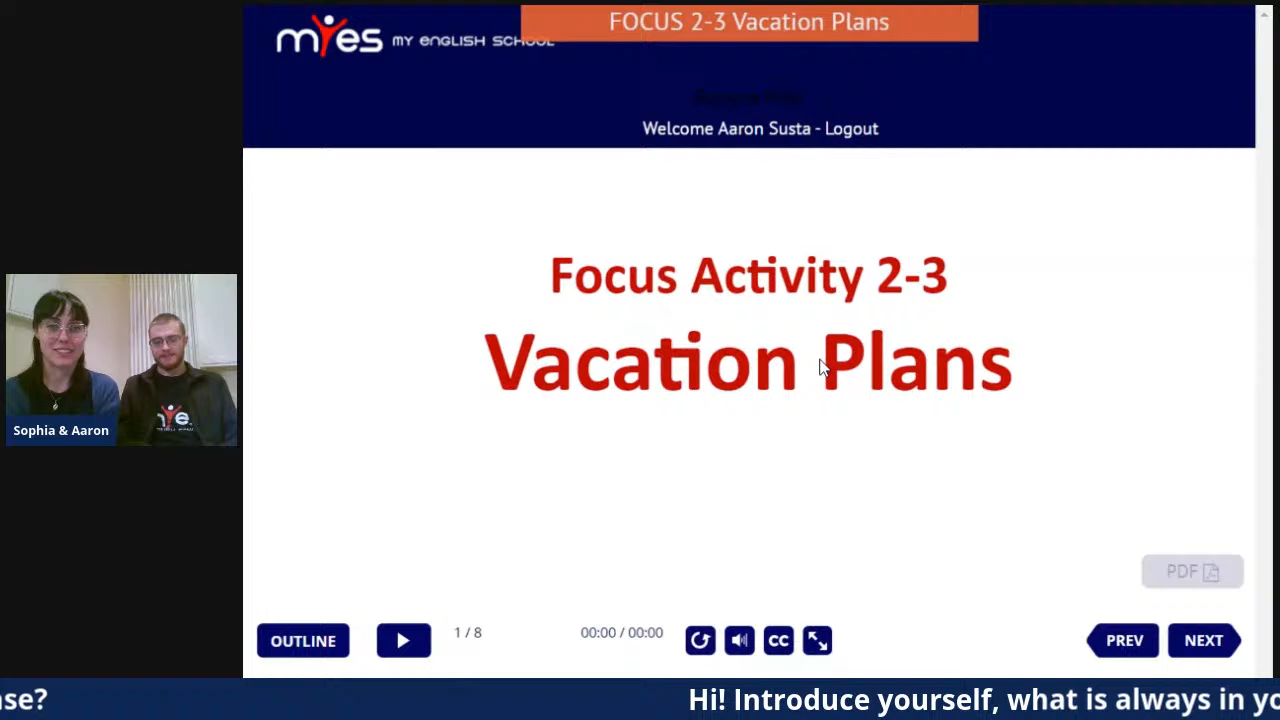 FOCUS 2-3 Vacation Plans
myes MY ENGLISH SCHOOL
Welcome Aaron Susta - Logout
Focus Activity 2-3
Vacation Plans
Sophia & Aaron
PDF
OUTLINE
1 / 8
00:00 / 00:00
CC
PREV
NEXT
se? Hi! Introduce yourself, what is always in yo